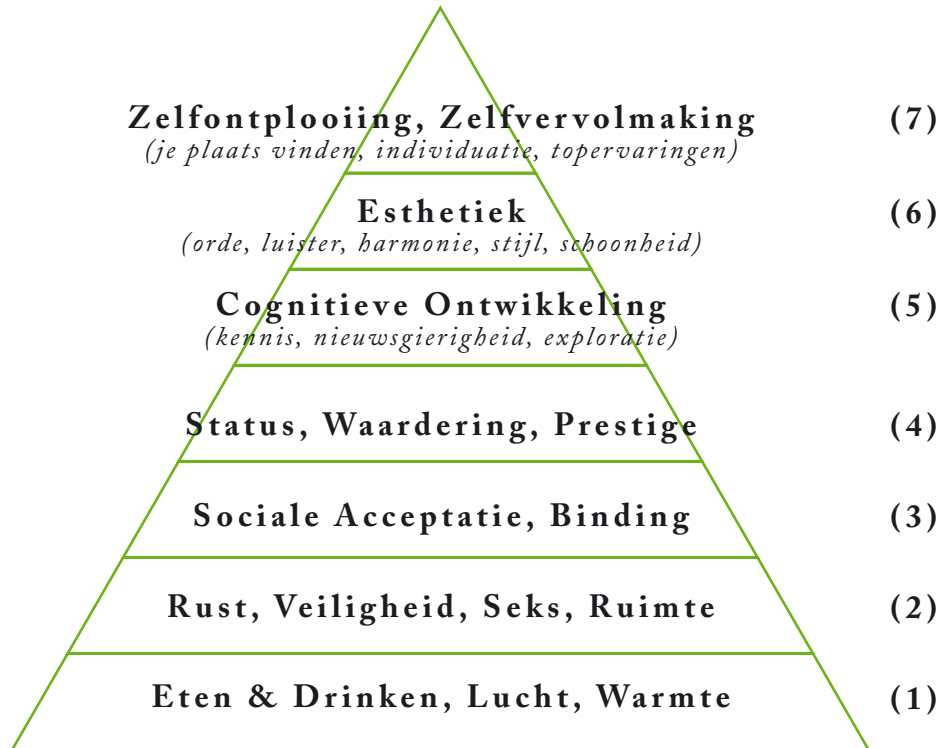 Zelfontplooiing, Zelfvervolmaking (7)
(je plaats vinden, individuatie, topervaringen)
Esthetiek (6)
(orde, luister, harmonie, stijl, schoonheid)
Cognitieve Ontwikkeling (5)
(kennis, nieuwsgierigheid, exploratie)
Status, Waardering, Prestige (4)
Sociale Acceptatie, Binding (3)
Rust, Veiligheid, Seks, Ruimte (2)
Eten & Drinken, Lucht, Warmte (1)